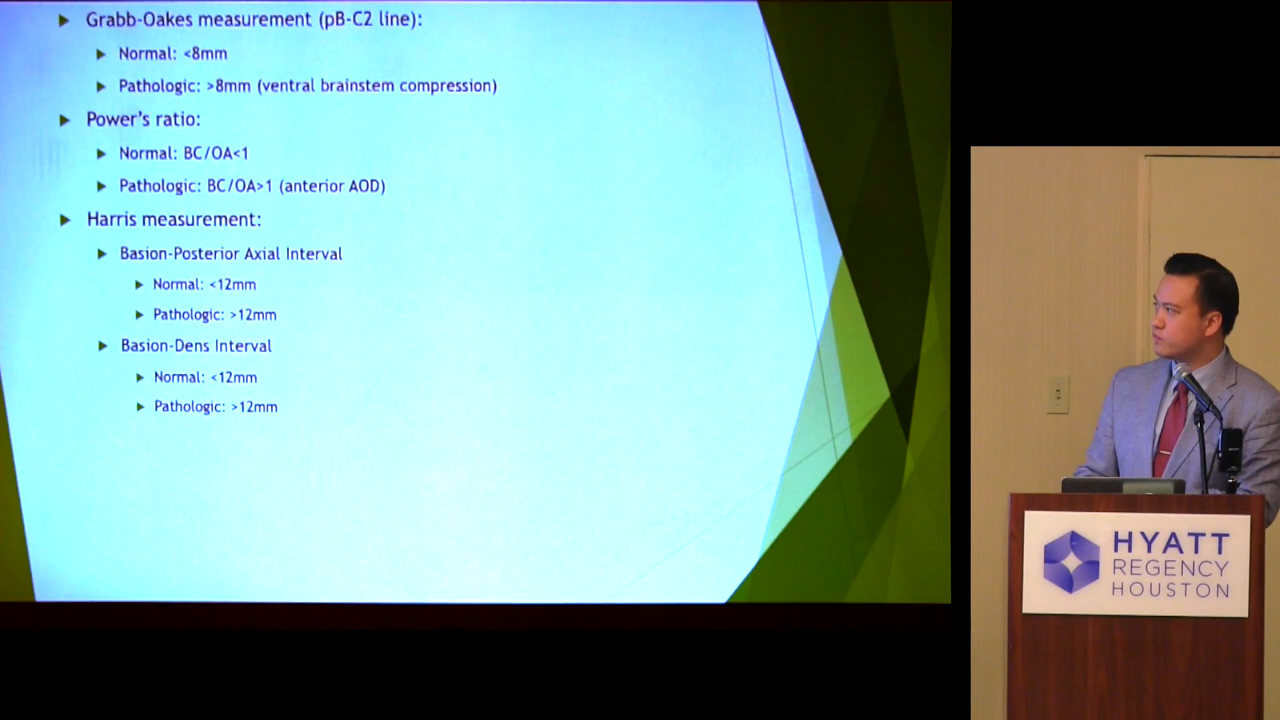 Grabb-Oakes measurement (pB-C2 line):
Normal: <8mm
Pathologic: >8mm (ventral brainstem compression)
Power's ratio:
Normal: BC/OA<1
Pathologic: BC/OA>1 (anterior AOD)
Harris measurement:
Basion-Posterior Axial Interval
Normal: <12mm
Pathologic: >12mm
Basion-Dens Interval
Normal: <12mm
Pathologic: >12mm
HYATT
REGENCY
HOUSTON